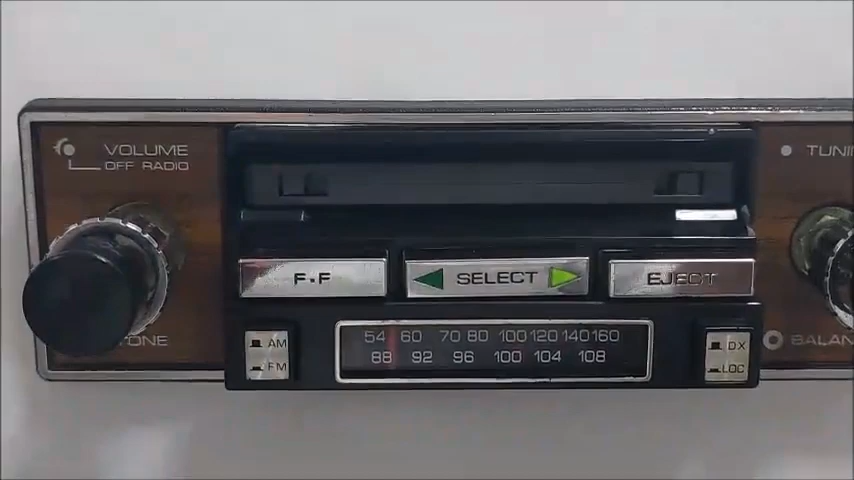 VOLUME
OFF RADIO
TUNIN
F·F
SELECT
EJECT
TONE
AM
FM
54 60 70 80 100 120 140 160
88 92 96 100 104 108
DX
LOC
BALAN